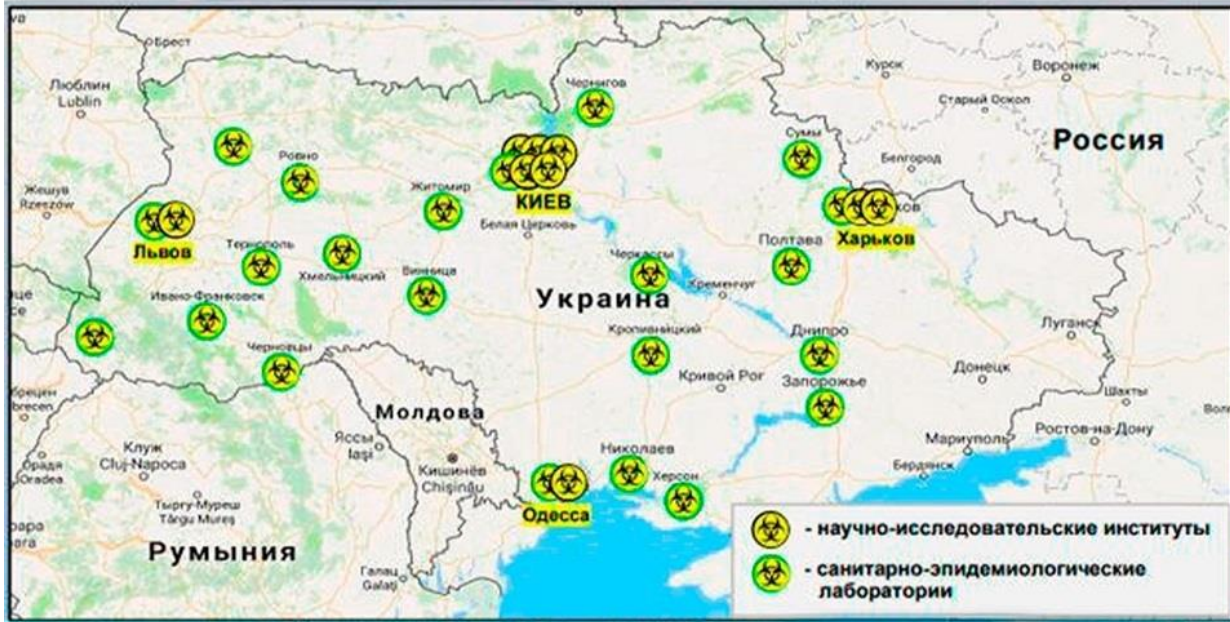 Брест
Люблин
Lublin
Чернигов
Курск
Воронеж
Старый Оскол
Сумы
Россия
Белгород
Ровно
Жешув
Rzeszów
Житомир
КИЕВ
Белая Церковь
Львов
Харьков
Тернополь
Хмельницкий
Винница
Черкассы
Полтава
Украина
Кременчуг
Ивано-Франковск
Черновцы
Кропивницкий
Днипро
Луганск
Кривой Рог
Донецк
Запорожье
Шахты
Молдова
Мариуполь
Ростов-на-Дону
Бердянск
Клуж
Cluj-Napoca
Яссы
Iași
Кишинёв
Chișinău
Николаев
Херсон
Орадя
Oradea
Тыргу-Муреш
Târgu Mureș
Одесса
Румыния
Галац
Galați
- научно-исследовательские институты
- санитарно-эпидемиологические
лаборатории